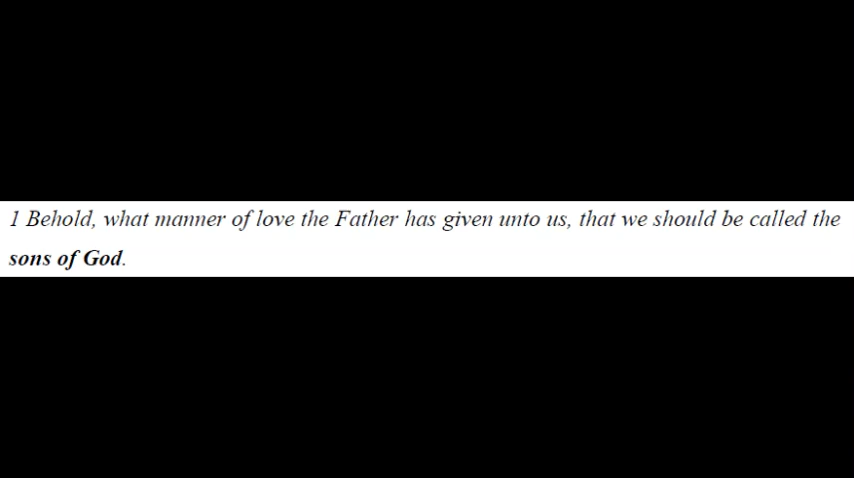 1 Behold, what manner of love the Father has given unto us, that we should be called the
sons of God.